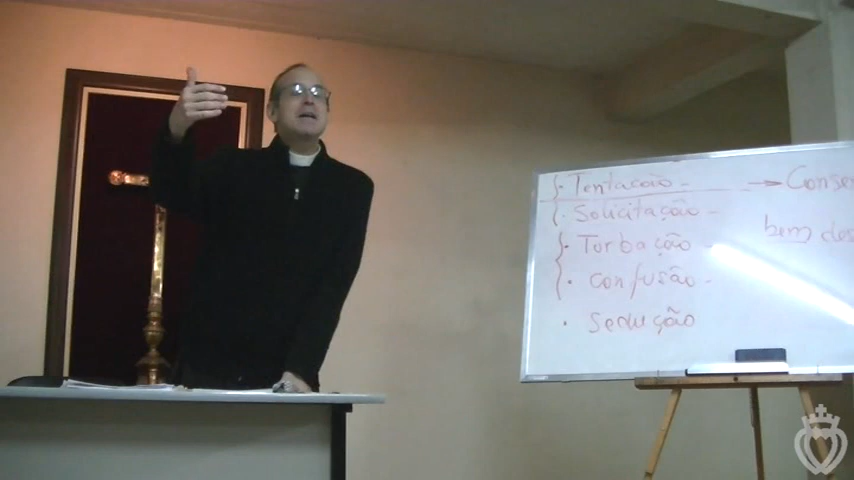 · Tentação - → Conse
· Solicitação -
bem des
· Turbação -
· confusão -
· sedução